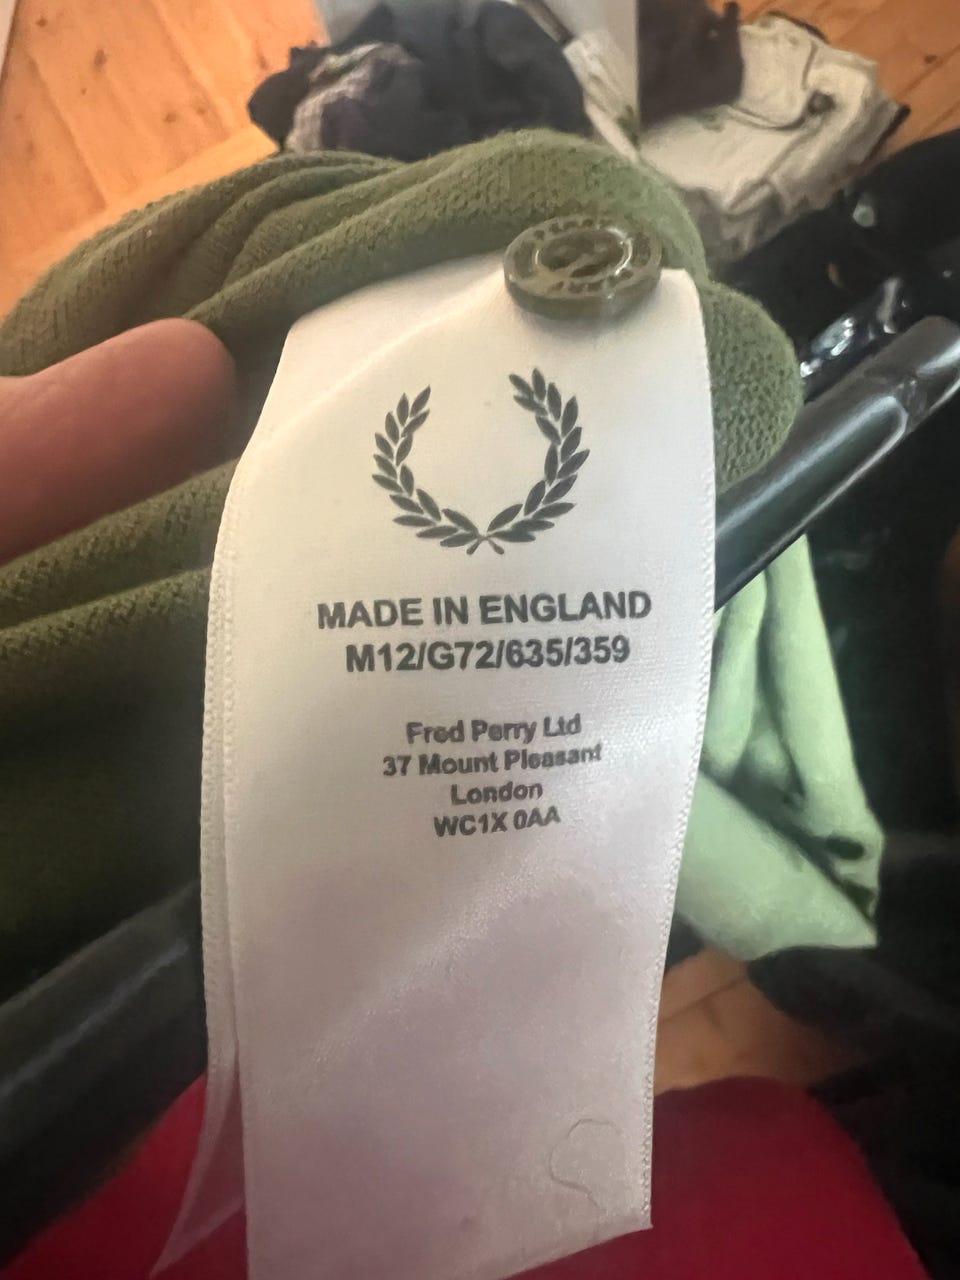 MADE IN ENGLAND
M12/G72/635/359
Fred Perry Ltd
37 Mount Pleasant
London
WC1X 0AA